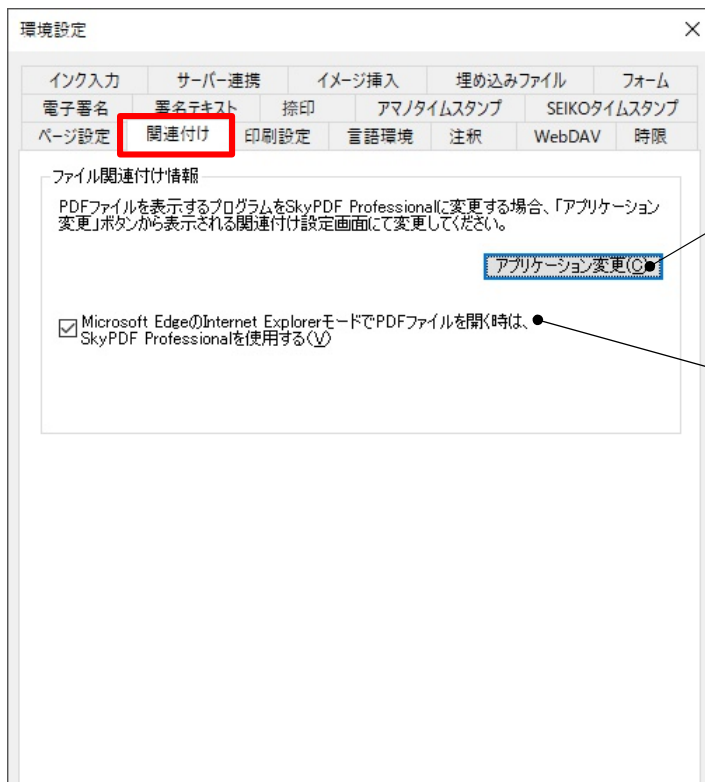 環境設定
インク入力 サーバー連携 イメージ挿入 埋め込みファイル フォーム
電子署名 署名テキスト 捺印 アマノタイムスタンプ SEIKOタイムスタンプ
ページ設定 関連付け 印刷設定 言語環境 注釈 WebDAV 時限
ファイル関連付け情報
PDFファイルを表示するプログラムをSkyPDF Professionalに変更する場合、「アプリケーション
変更」ボタンから表示される関連付け設定画面にて変更してください。
アプリケーション変更(C)
Microsoft EdgeのInternet ExplorerモードでPDFファイルを開く時は、
SkyPDF Professionalを使用する(V)